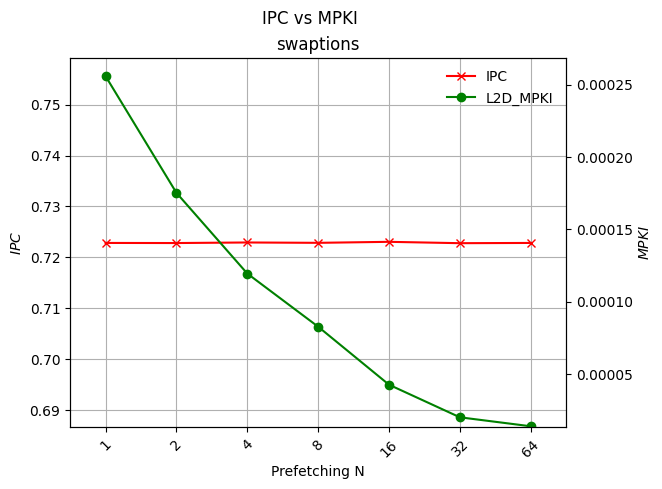 IPC vs MPKI
swaptions
IPC
L2D_MPKI
0.75
0.74
0.73
0.72
0.71
0.70
0.69
IPC
0.00025
0.00020
0.00015
0.00010
0.00005
MPKI
1
2
4
8
16
32
64
Prefetching N